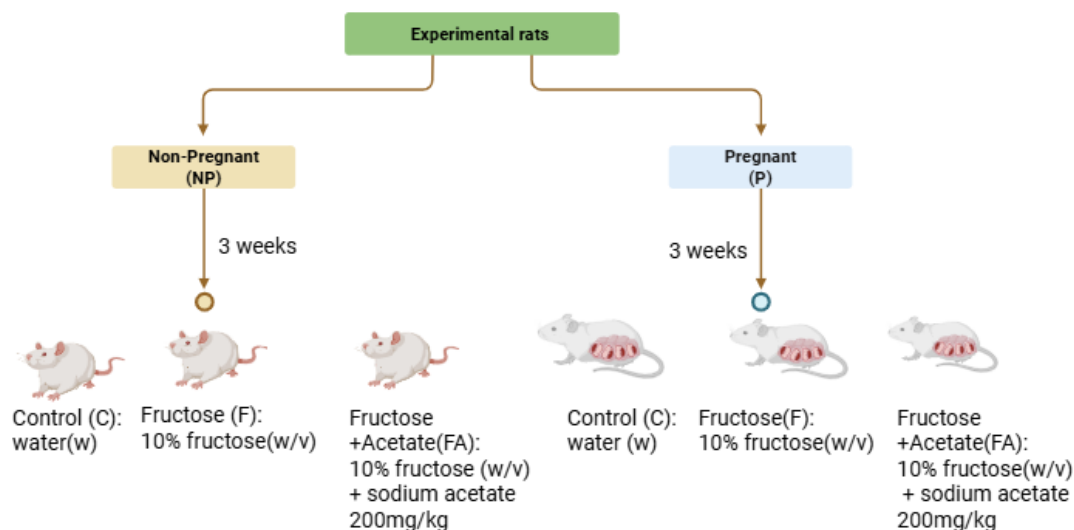 Experimental rats
Non-Pregnant
(NP)
Pregnant
(P)
3 weeks
3 weeks
Control (C):
water(w)
Fructose (F):
10% fructose(w/v)
Fructose
+Acetate(FA):
10% fructose (w/v)
+ sodium acetate
200mg/kg
Control (C):
water (w)
Fructose(F):
10% fructose(w/v)
Fructose
+Acetate(FA):
10% fructose(w/v)
+ sodium acetate
200mg/kg